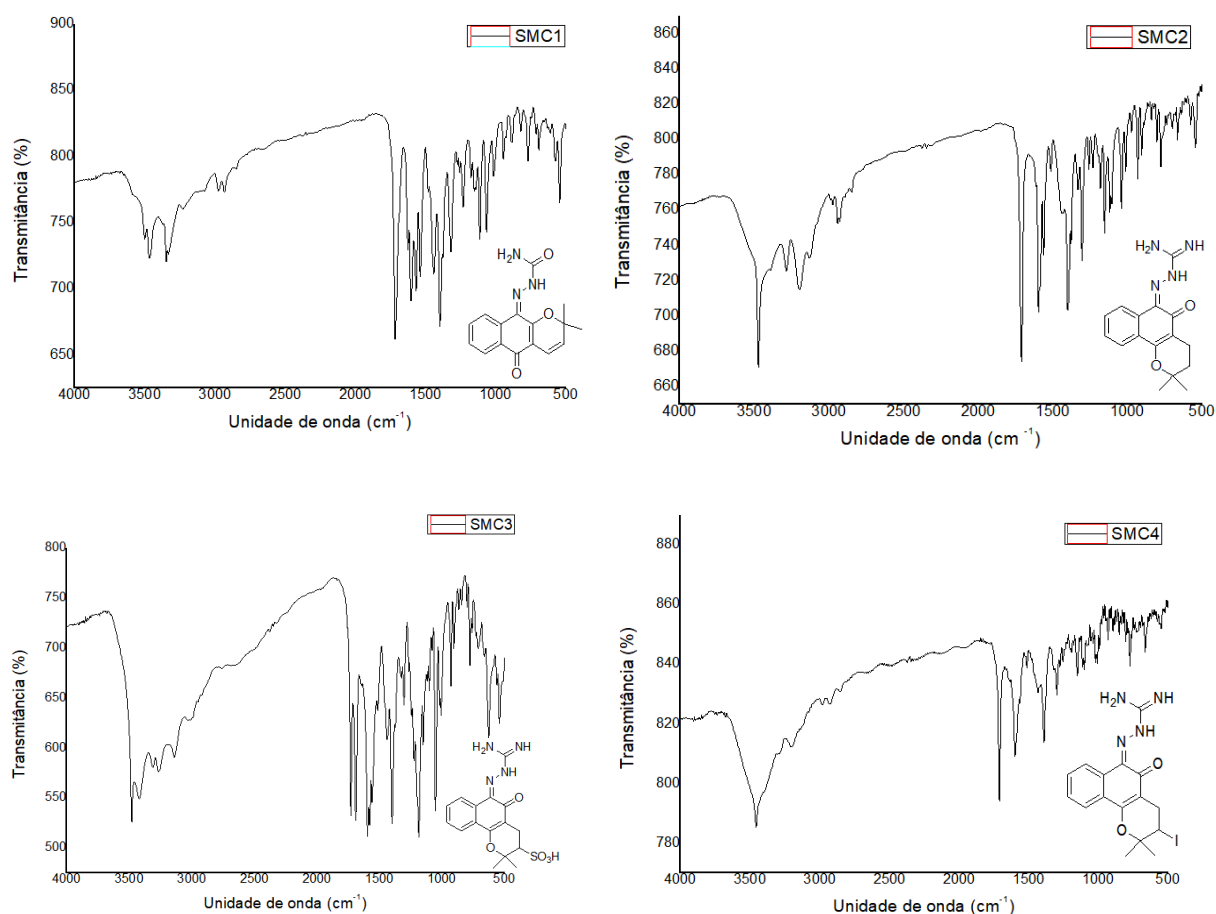 SMC1
Transmitância (%)
900
850
800
750
700
650
4000 3500 3000 2500 2000 1500 1000 500
Unidade de onda (cm-1)
H2N
O
NH
N
O
O
SMC2
Transmitância (%)
860
840
820
800
780
760
740
720
700
680
660
4000 3500 3000 2500 2000 1500 1000 500
Unidade de onda (cm-1)
H2N
NH
NH
N
O
O
SMC3
Transmitância (%)
800
750
700
650
600
550
500
4000 3500 3000 2500 2000 1500 1000 500
Unidade de onda (cm-1)
H2N
NH
NH
N
O
O
SO3H
SMC4
Transmitância (%)
880
860
840
820
800
780
4000 3500 3000 2500 2000 1500 1000 500
Unidade de onda (cm-1)
H2N
NH
NH
N
O
O
I